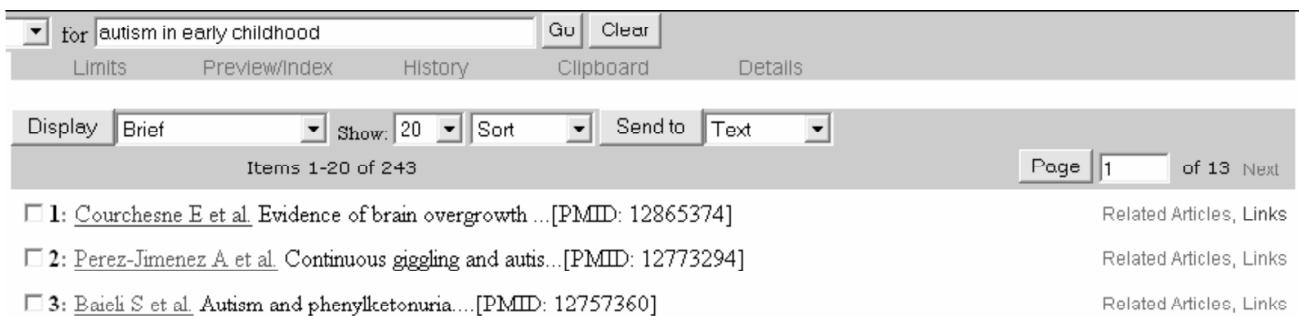 for autism in early childhood Go Clear
Limits Preview/Index History Clipboard Details
Display Brief Show: 20 Sort Send to Text
Items 1-20 of 243 Page 1 of 13 Next
1: Courchesne E et al. Evidence of brain overgrowth ...[PMID: 12865374] Related Articles, Links
2: Perez-Jimenez A et al. Continuous giggling and autis...[PMID: 12773294] Related Articles, Links
3: Baieli S et al. Autism and phenylketonuria....[PMID: 12757360] Related Articles, Links